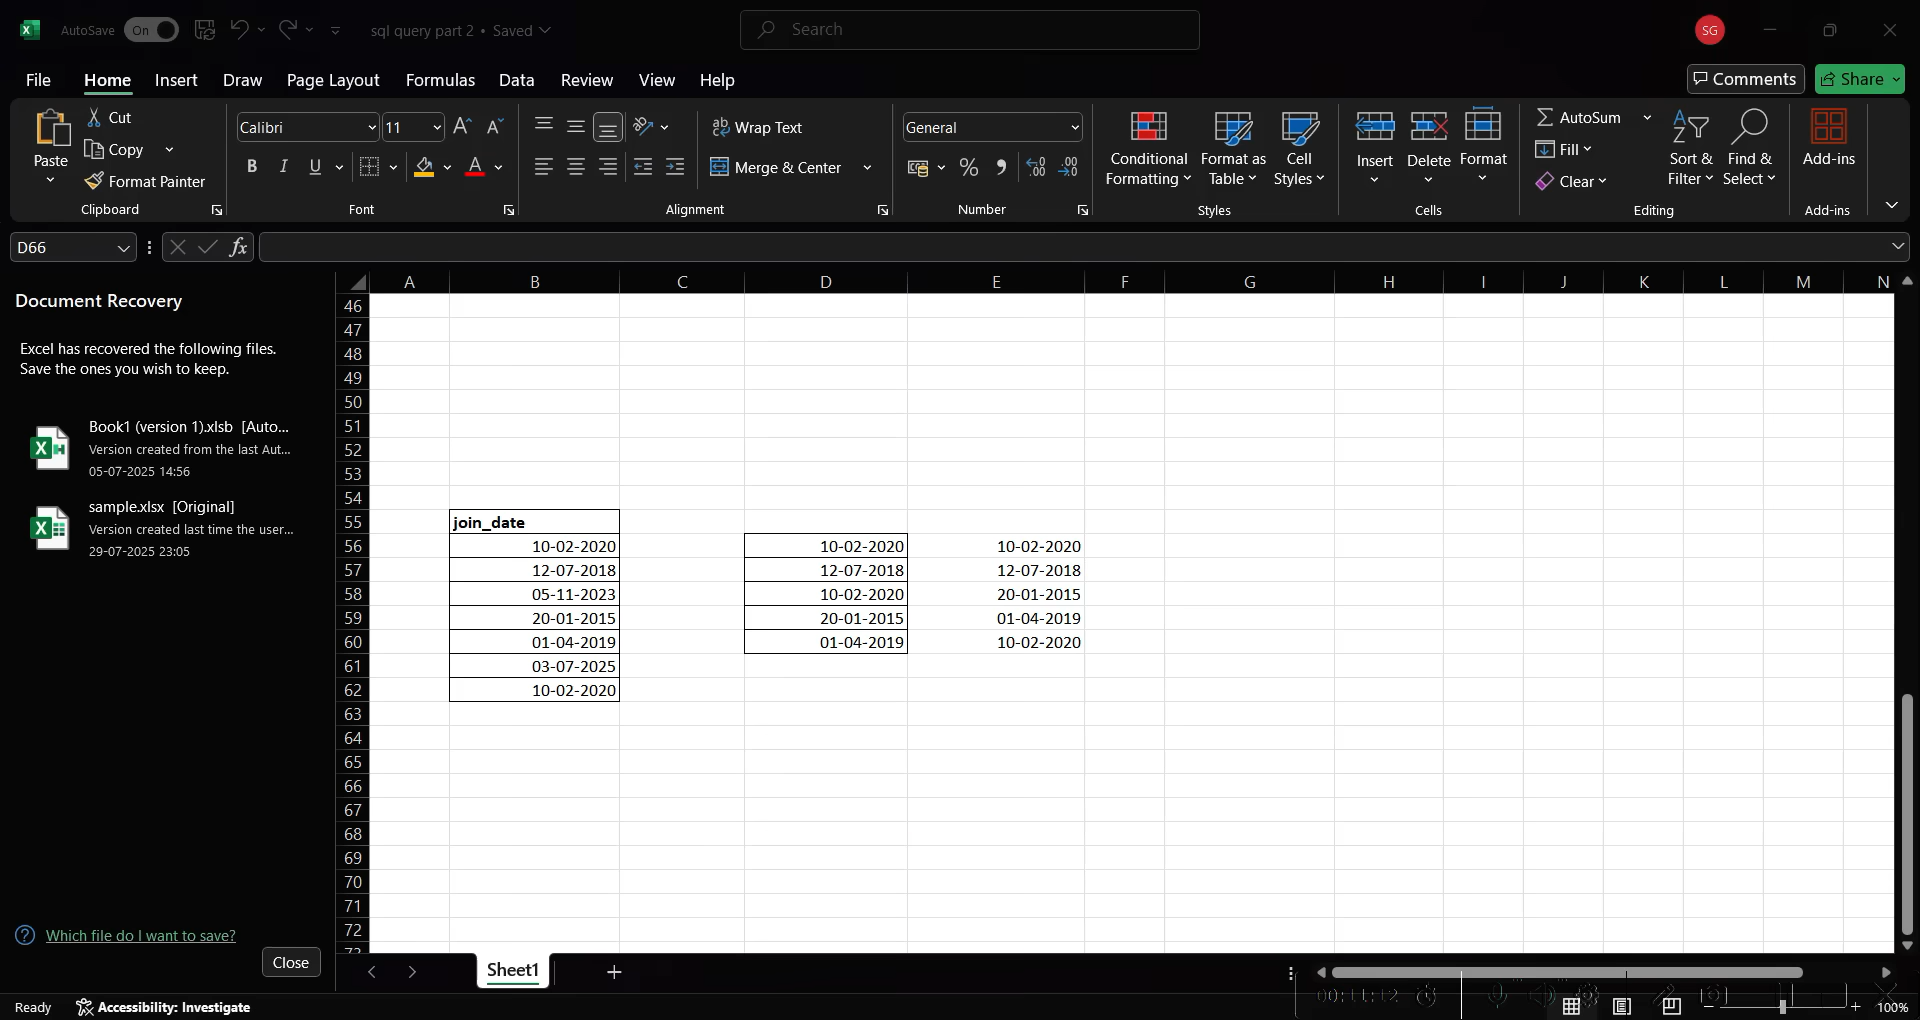 AutoSave On sql query part 2 • Saved Search SG
File Home Insert Draw Page Layout Formulas Data Review View Help Comments Share
Paste
Cut
Copy
Format Painter
Clipboard
Calibri 11
B I U A
Font
Wrap Text
Merge & Center
Alignment
General
Number
Conditional Formatting
Format as Table
Cell Styles
Styles
Insert Delete Format
Cells
AutoSum
Fill
Clear
Sort & Filter
Find & Select
Editing
Add-ins
Add-ins
D66 fx
Document Recovery
Excel has recovered the following files.
Save the ones you wish to keep.
Book1 (version 1).xlsb [Auto...
Version created from the last Aut...
05-07-2025 14:56
sample.xlsx [Original]
Version created last time the user...
29-07-2025 23:05
Which file do I want to save?
Close
A B C D E F G H I J K L M N
46
47
48
49
50
51
52
53
54
55 join_date
56 10-02-2020 10-02-2020 10-02-2020
57 12-07-2018 12-07-2018 12-07-2018
58 05-11-2023 10-02-2020 20-01-2015
59 20-01-2015 20-01-2015 01-04-2019
60 01-04-2019 01-04-2019 10-02-2020
61 03-07-2025
62 10-02-2020
63
64
65
66
67
68
69
70
71
72
73
Sheet1
Ready Accessibility: Investigate 100%